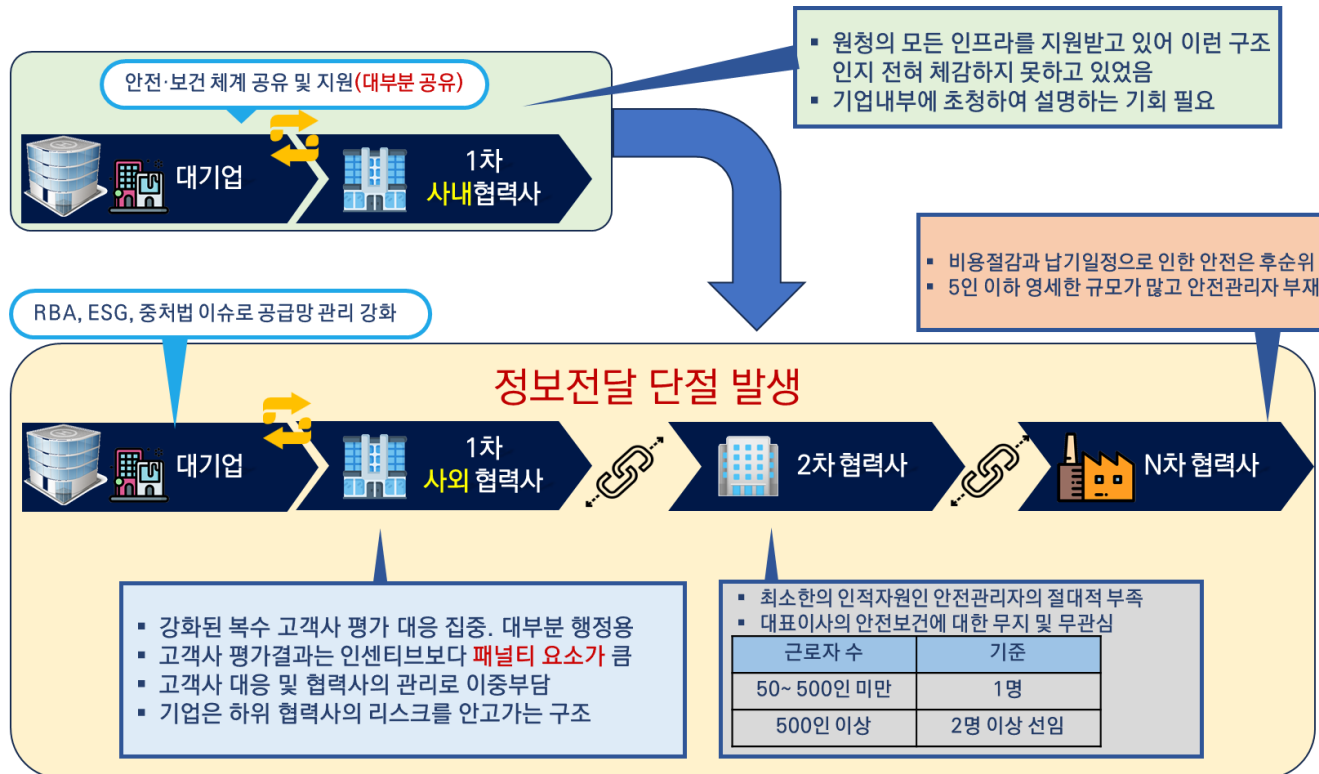 ▪ 원청의 모든 인프라를 지원받고 있어 이런 구조
인지 전혀 체감하지 못하고 있었음
▪ 기업내부에 초청하여 설명하는 기회 필요
안전·보건 체계 공유 및 지원(대부분 공유)
대기업
1차
사내협력사
▪ 비용절감과 납기일정으로 인한 안전은 후순위
▪ 5인 이하 영세한 규모가 많고 안전관리자 부재
RBA, ESG, 중처법 이슈로 공급망 관리 강화
정보전달 단절 발생
대기업
1차
사외 협력사
2차 협력사
N차 협력사
▪ 강화된 복수 고객사 평가 대응 집중. 대부분 행정용
▪ 고객사 평가결과는 인센티브보다 패널티 요소가 큼
▪ 고객사 대응 및 협력사의 관리로 이중부담
▪ 기업은 하위 협력사의 리스크를 안고가는 구조
▪ 최소한의 인적자원인 안전관리자의 절대적 부족
▪ 대표이사의 안전보건에 대한 무지 및 무관심
근로자 수 기준
50~ 500인 미만 1명
500인 이상 2명 이상 선임